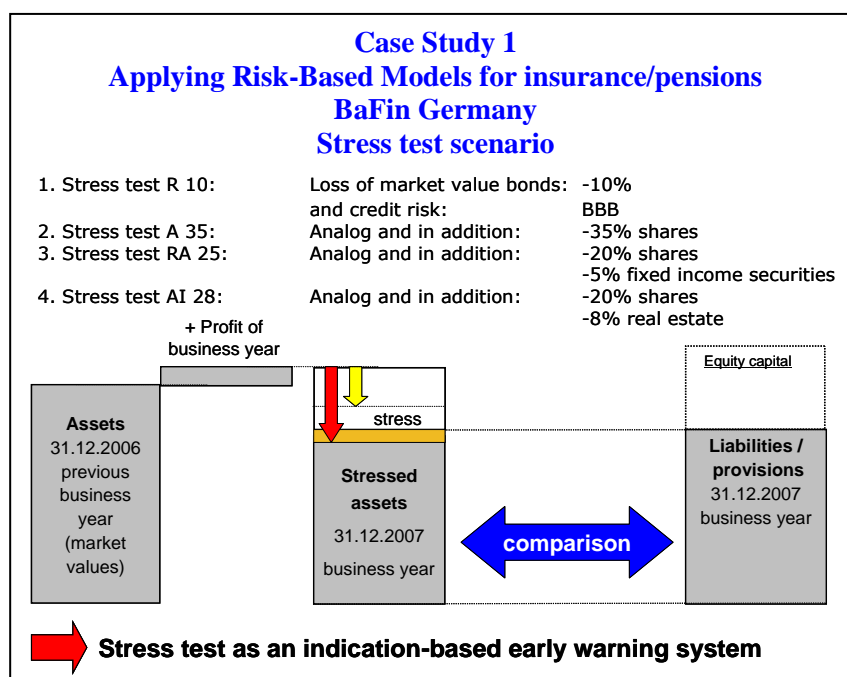 Case Study 1
Applying Risk-Based Models for insurance/pensions
BaFin Germany
Stress test scenario
1. Stress test R 10: Loss of market value bonds: -10%
and credit risk: BBB
2. Stress test A 35: Analog and in addition: -35% shares
3. Stress test RA 25: Analog and in addition: -20% shares
-5% fixed income securities
4. Stress test AI 28: Analog and in addition: -20% shares
-8% real estate
+ Profit of
business year
Assets
31.12.2006
previous
business
year
(market
values)
stress
Stressed
assets
31.12.2007
business year
comparison
Equity capital
Liabilities /
provisions
31.12.2007
business year
Stress test as an indication-based early warning system